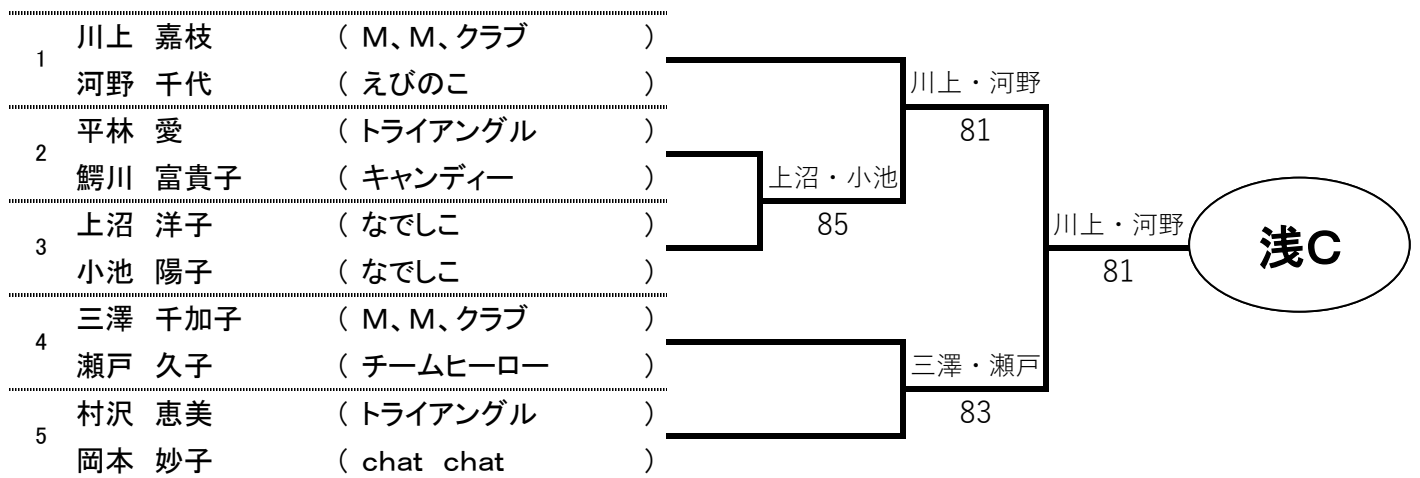 1
川上 嘉枝 ( M、M、クラブ )
河野 千代 ( えびのこ )
2
平林 愛 ( トライアングル )
鰐川 富貴子 ( キャンディー )
3
上沼 洋子 ( なでしこ )
小池 陽子 ( なでしこ )
4
三澤 千加子 ( M、M、クラブ )
瀬戸 久子 ( チームヒーロー )
5
村沢 恵美 ( トライアングル )
岡本 妙子 ( chat chat )
上沼・小池
85
川上・河野
81
三澤・瀬戸
83
川上・河野
81
浅C